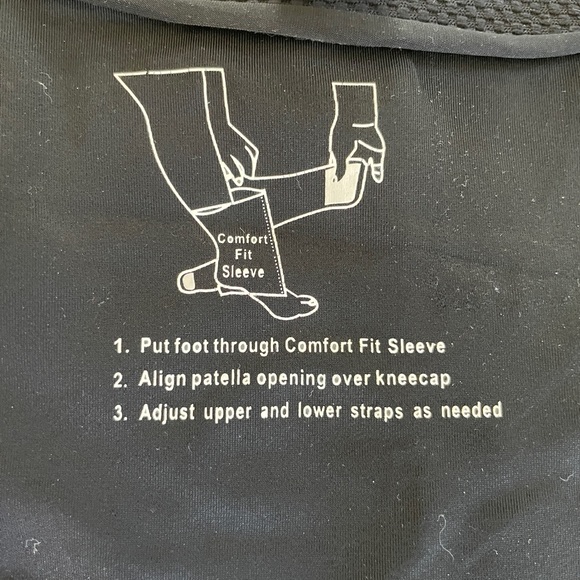 Comfort
Fit
Sleeve
1. Put foot through Comfort Fit Sleeve
2. Align patella opening over kneecap
3. Adjust upper and lower straps as needed